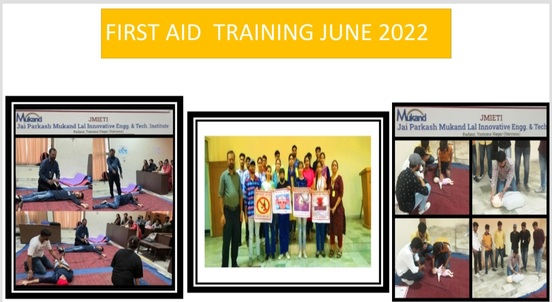 FIRST AID TRAINING JUNE 2022
Mukand
JMIETI
Jai Parkash Mukand Lal Innovative Engg. & Tech. Institute
Mukand
JMIETI
Jai Parkash Mukand Lal Innovative Engg. & Tech. In